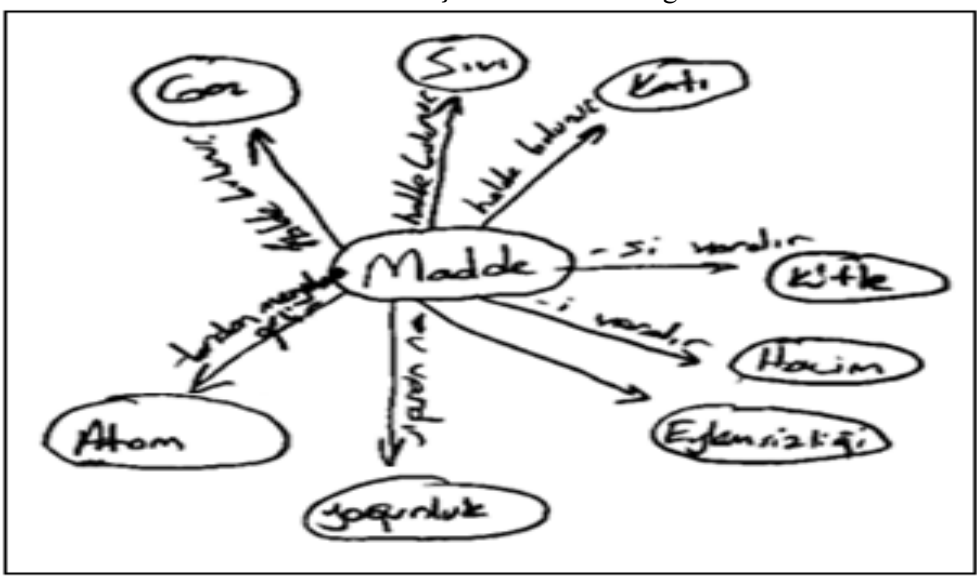 Gaz
Sıvı
Katı
halde bulunur
halde bulunur
halde bulunur
Madde
-si vardır
Kütle
-i vardır
Hacim
Eylemsizliği
Atom
yoğunluk